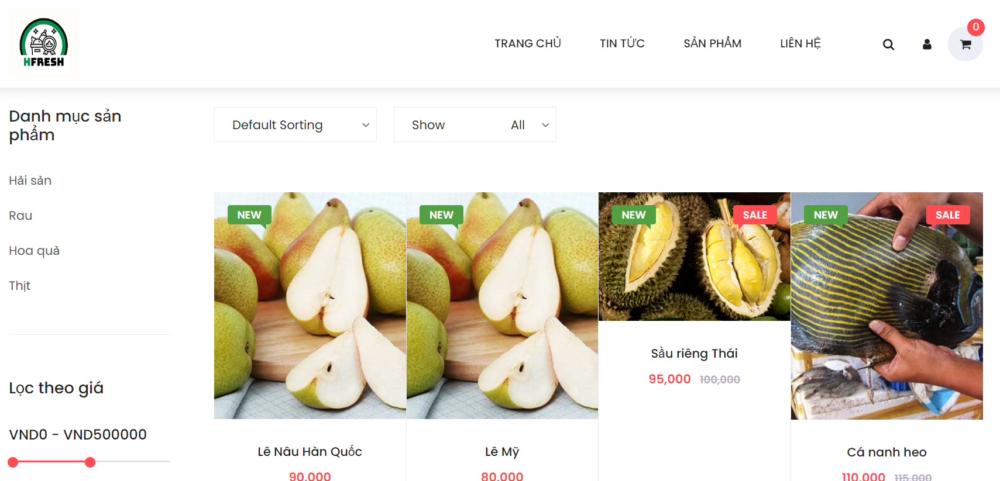 HFRESH
TRANG CHỦ
TIN TỨC
SẢN PHẨM
LIÊN HỆ
0
Danh mục sản
phẩm
Hải sản
Rau
Hoa quả
Thịt
Lọc theo giá
VND0 - VND500000
Default Sorting
Show All
NEW
Lê Nâu Hàn Quốc
90,000
NEW
Lê Mỹ
80,000
NEW
SALE
Sầu riêng Thái
95,000 100,000
NEW
SALE
Cá nanh heo
110,000 115,000